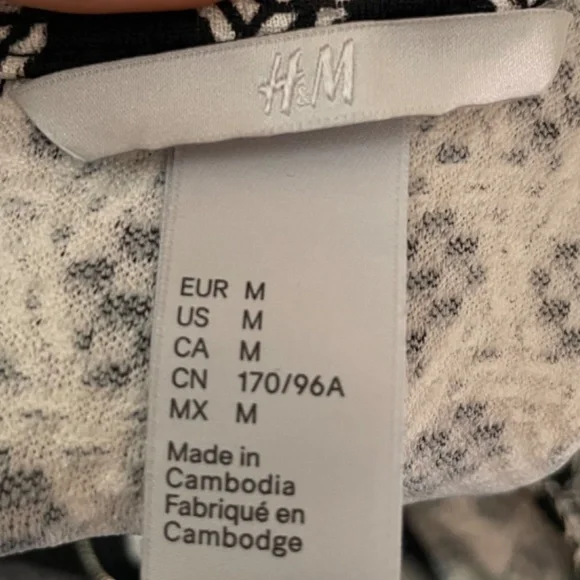 H&M
EUR M
US M
CA M
CN 170/96A
MX M
Made in
Cambodia
Fabriqué en
Cambodge